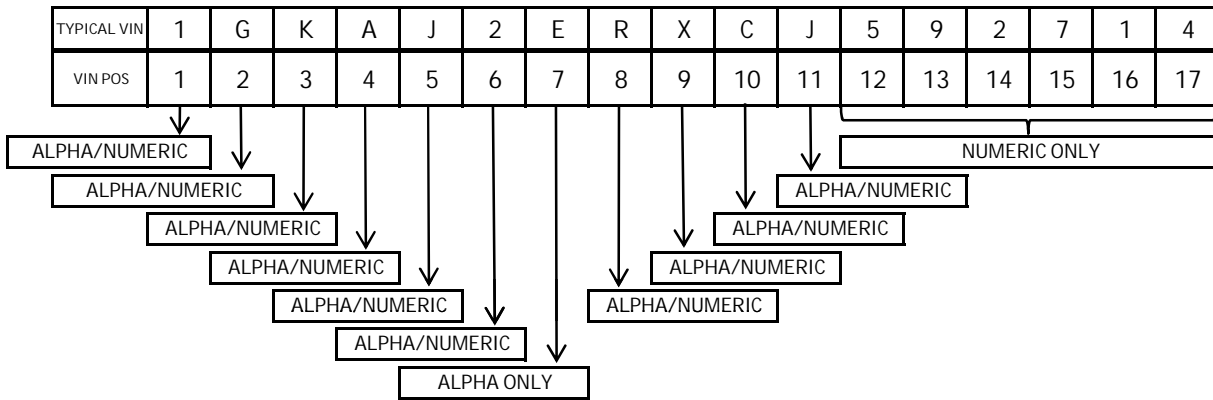 TYPICAL VIN 1 G K A J 2 E R X C J 5 9 2 7 1 4
VIN POS 1 2 3 4 5 6 7 8 9 10 11 12 13 14 15 16 17
ALPHA/NUMERIC NUMERIC ONLY
ALPHA/NUMERIC ALPHA/NUMERIC
ALPHA/NUMERIC ALPHA/NUMERIC
ALPHA/NUMERIC ALPHA/NUMERIC
ALPHA/NUMERIC ALPHA/NUMERIC
ALPHA/NUMERIC
ALPHA ONLY